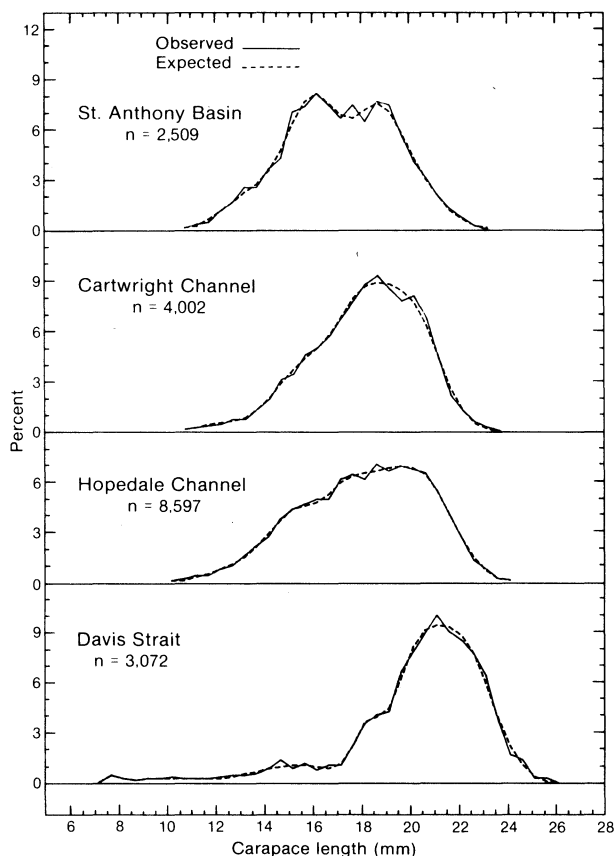 12
Observed
Expected
9
St. Anthony Basin
n = 2,509
6
3
0
9
Cartwright Channel
n = 4,002
6
3
0
Percent
6
Hopedale Channel
n = 8,597
3
0
9
Davis Strait
n = 3,072
6
3
0
6 8 10 12 14 16 18 20 22 24 26 28
Carapace length (mm)